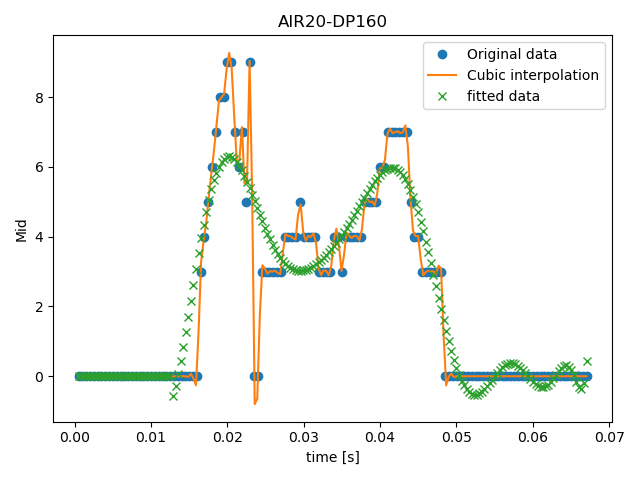 AIR20-DP160
Original data
Cubic interpolation
fitted data
Mid
8
6
4
2
0
0.00 0.01 0.02 0.03 0.04 0.05 0.06 0.07
time [s]